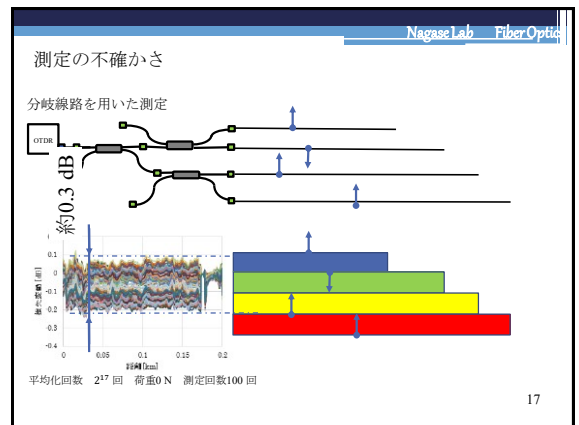 Nagase Lab Fiber Optic
測定の不確かさ
分岐線路を用いた測定
OTDR
約0.3 dB
0.1
0
-0.1
-0.2
-0.3
-0.4
0 0.05 0.1 0.15 0.2
距離[km]
平均化回数 2¹⁷ 回 荷重0 N 測定回数100 回
17